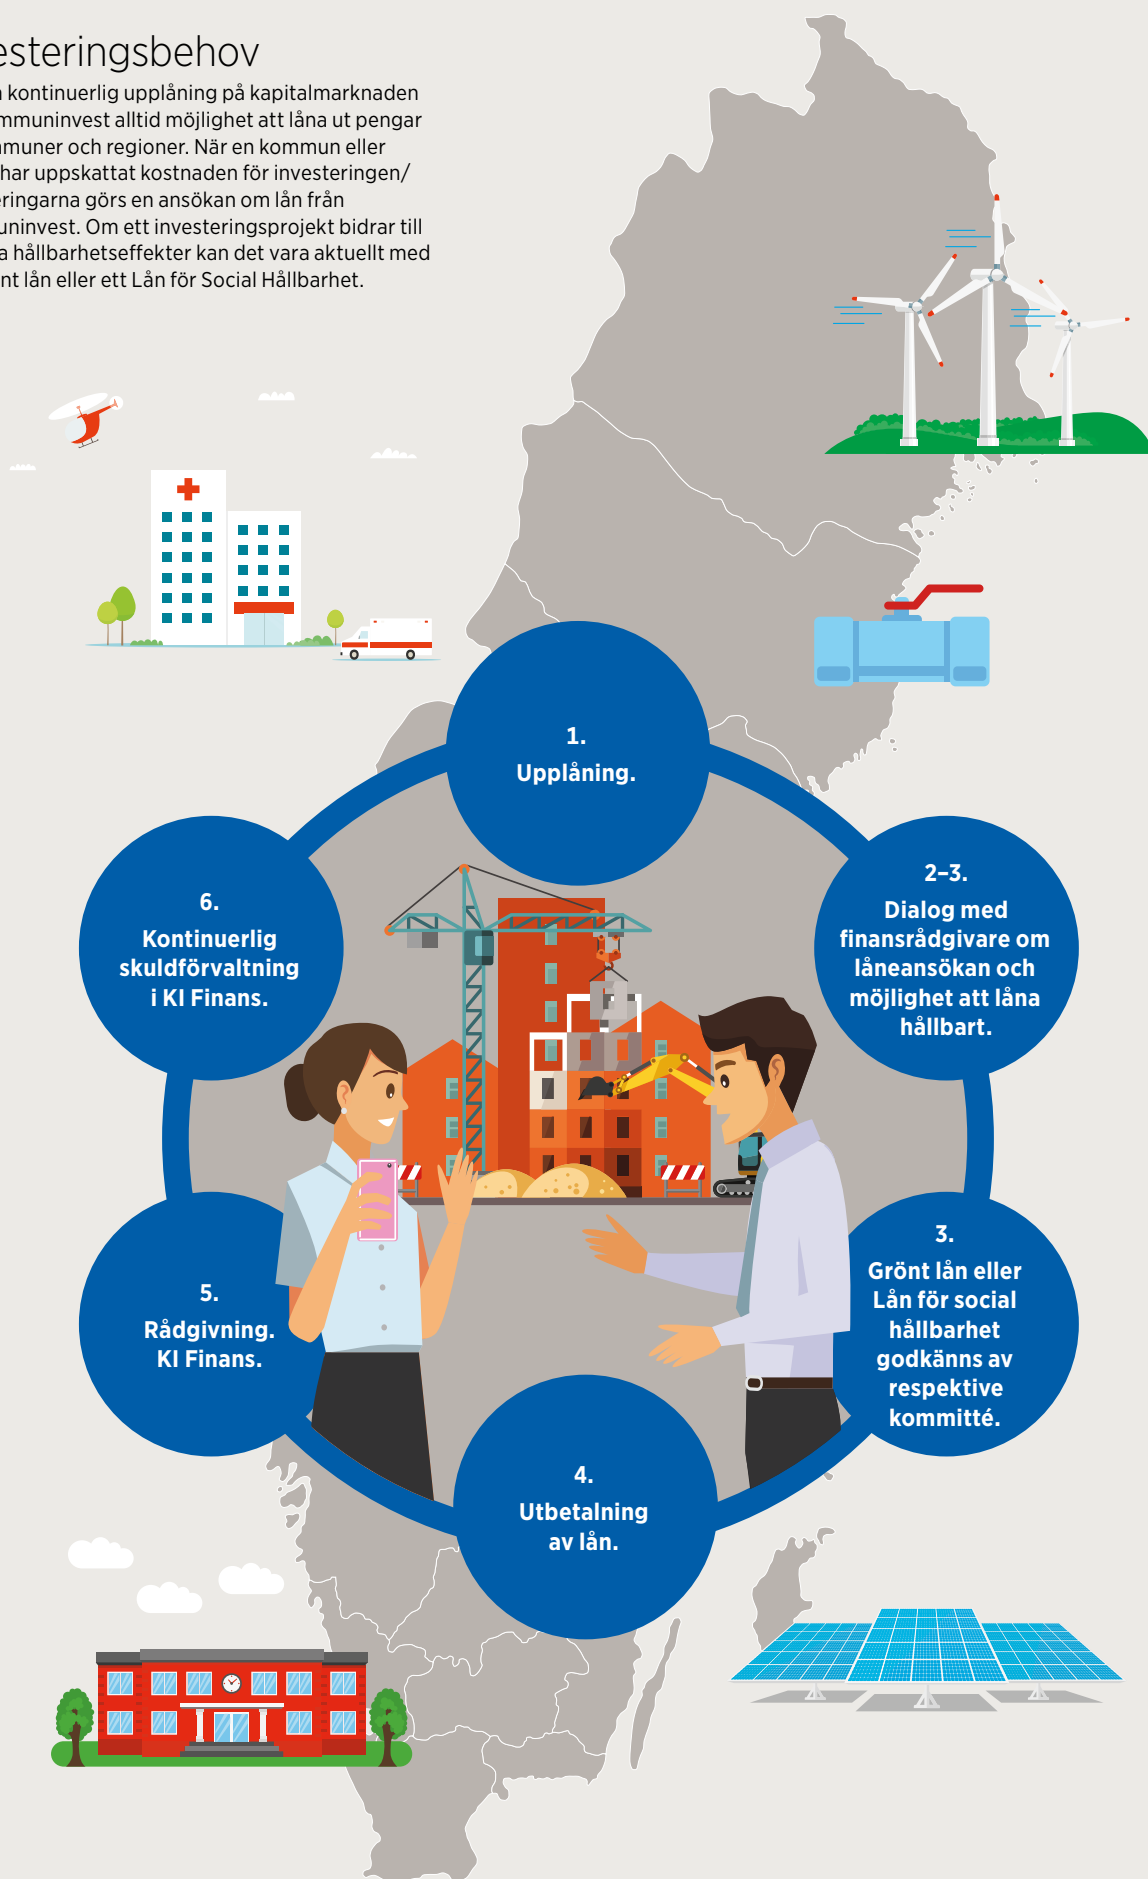 esteringsbehov
kontinuerlig upplåning på kapitalmarknaden
mmuninvest alltid möjlighet att låna ut pengar
muner och regioner. När en kommun eller
har uppskattat kostnaden för investeringen/
eringarna görs en ansökan om lån från
uninvest. Om ett investeringsprojekt bidrar till
a hållbarhetseffekter kan det vara aktuellt med
nt lån eller ett Lån för Social Hållbarhet.
1.
Upplåning.
2–3.
Dialog med
finansrådgivare om
låneansökan och
möjlighet att låna
hållbart.
3.
Grönt lån eller
Lån för social
hållbarhet
godkänns av
respektive
kommitté.
4.
Utbetalning
av lån.
5.
Rådgivning.
KI Finans.
6.
Kontinuerlig
skuldförvaltning
i KI Finans.